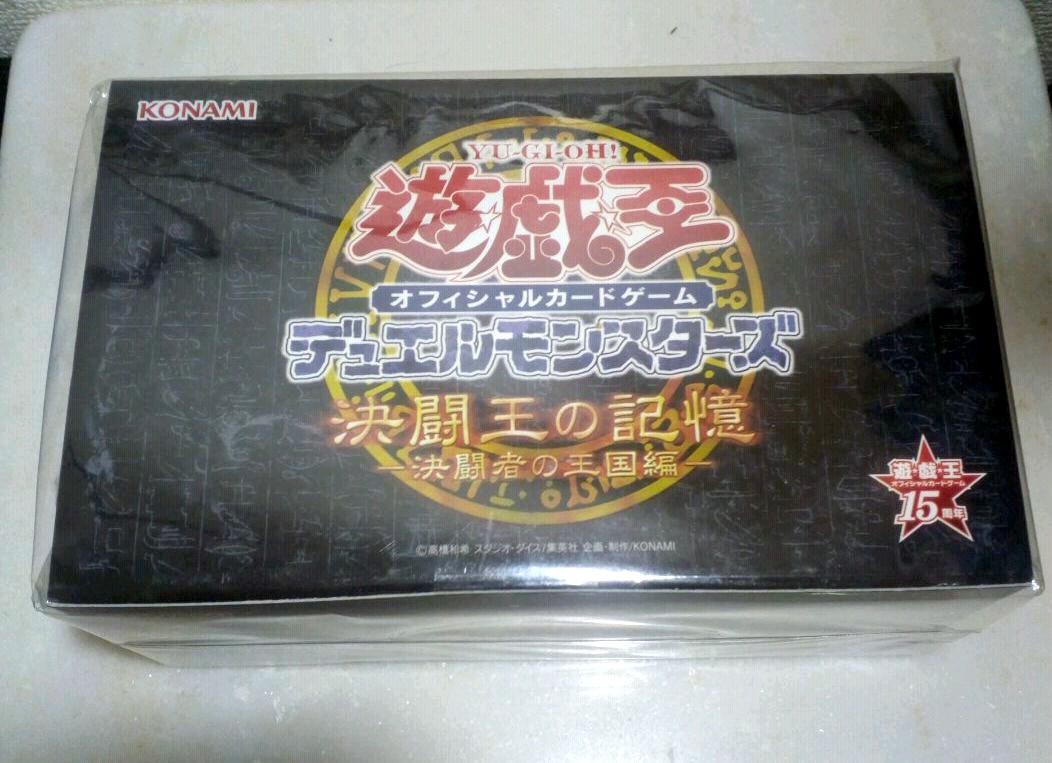 KONAMI
YU-GI-OH!
遊☆戯☆王
オフィシャルカードゲーム
デュエルモンスターズ
決闘王の記憶
－決闘者の王国編－
遊☆戯☆王
オフィシャルカードゲーム
15周年
©高橋和希 スタジオ・ダイス/集英社 企画・制作/KONAMI